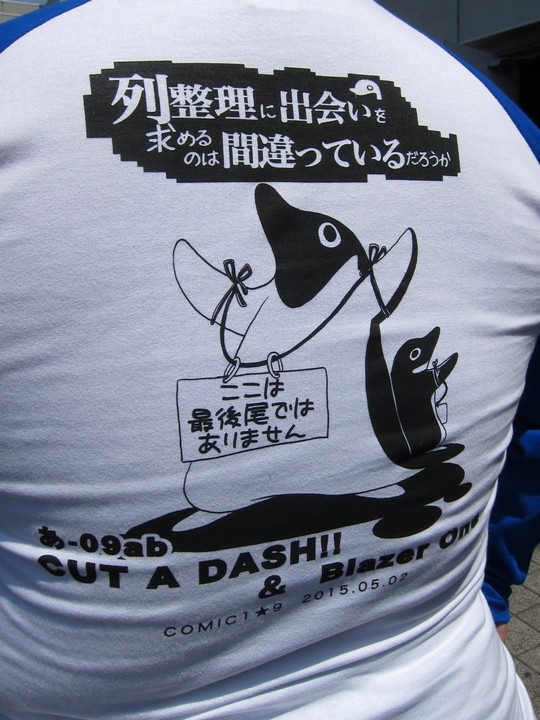 列整理に出会いを
求めるのは間違っているだろうか
ここは
最後尾では
ありません
あ-09ab
CUT A DASH!!
& Blazer One
COMIC1★9 2015.05.02